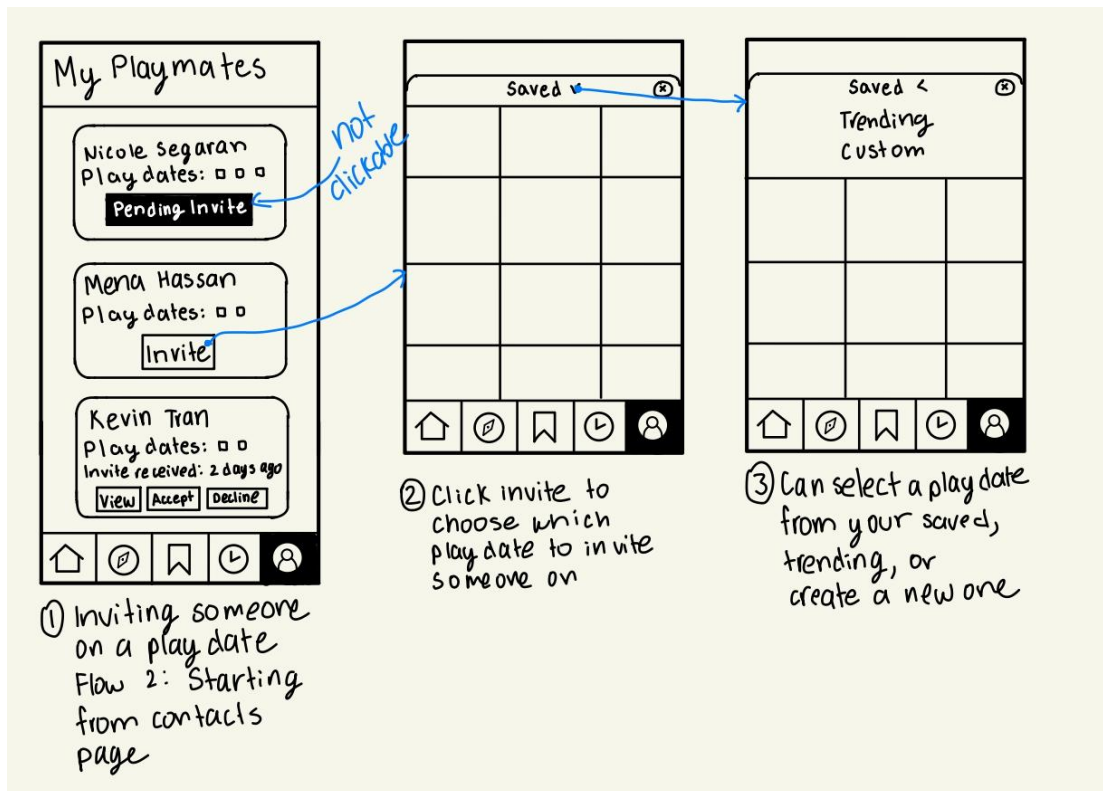 My Playmates
Nicole Segaran
Play dates:
Pending Invite
not
clickable
Mena Hassan
Play dates:
Invite
Kevin Tran
Play dates:
Invite received: 2 days ago
View Accept Decline
① Inviting someone
on a play date
Flow 2: Starting
from contacts
page
Saved
② Click invite to
choose which
play date to invite
someone on
Saved <
Trending
Custom
③ Can select a play date
from your saved,
trending, or
create a new one